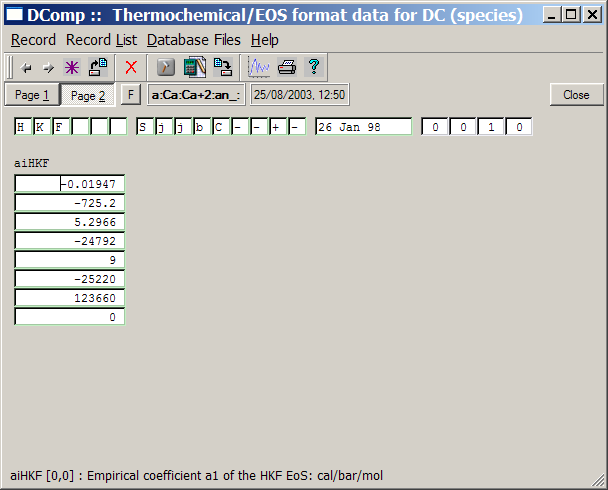 DComp :: Thermochemical/EOS format data for DC (species)
Record Record List Database Files Help
Page 1 Page 2 F a:Ca:Ca+2:an_: 25/08/2003, 12:50 Close
H K F S j j b C - - + - 26 Jan 98 0 0 1 0
aiHKF
-0.01947
-725.2
5.2966
-24792
9
-25220
123660
0
aiHKF [0,0] : Empirical coefficient a1 of the HKF EoS: cal/bar/mol